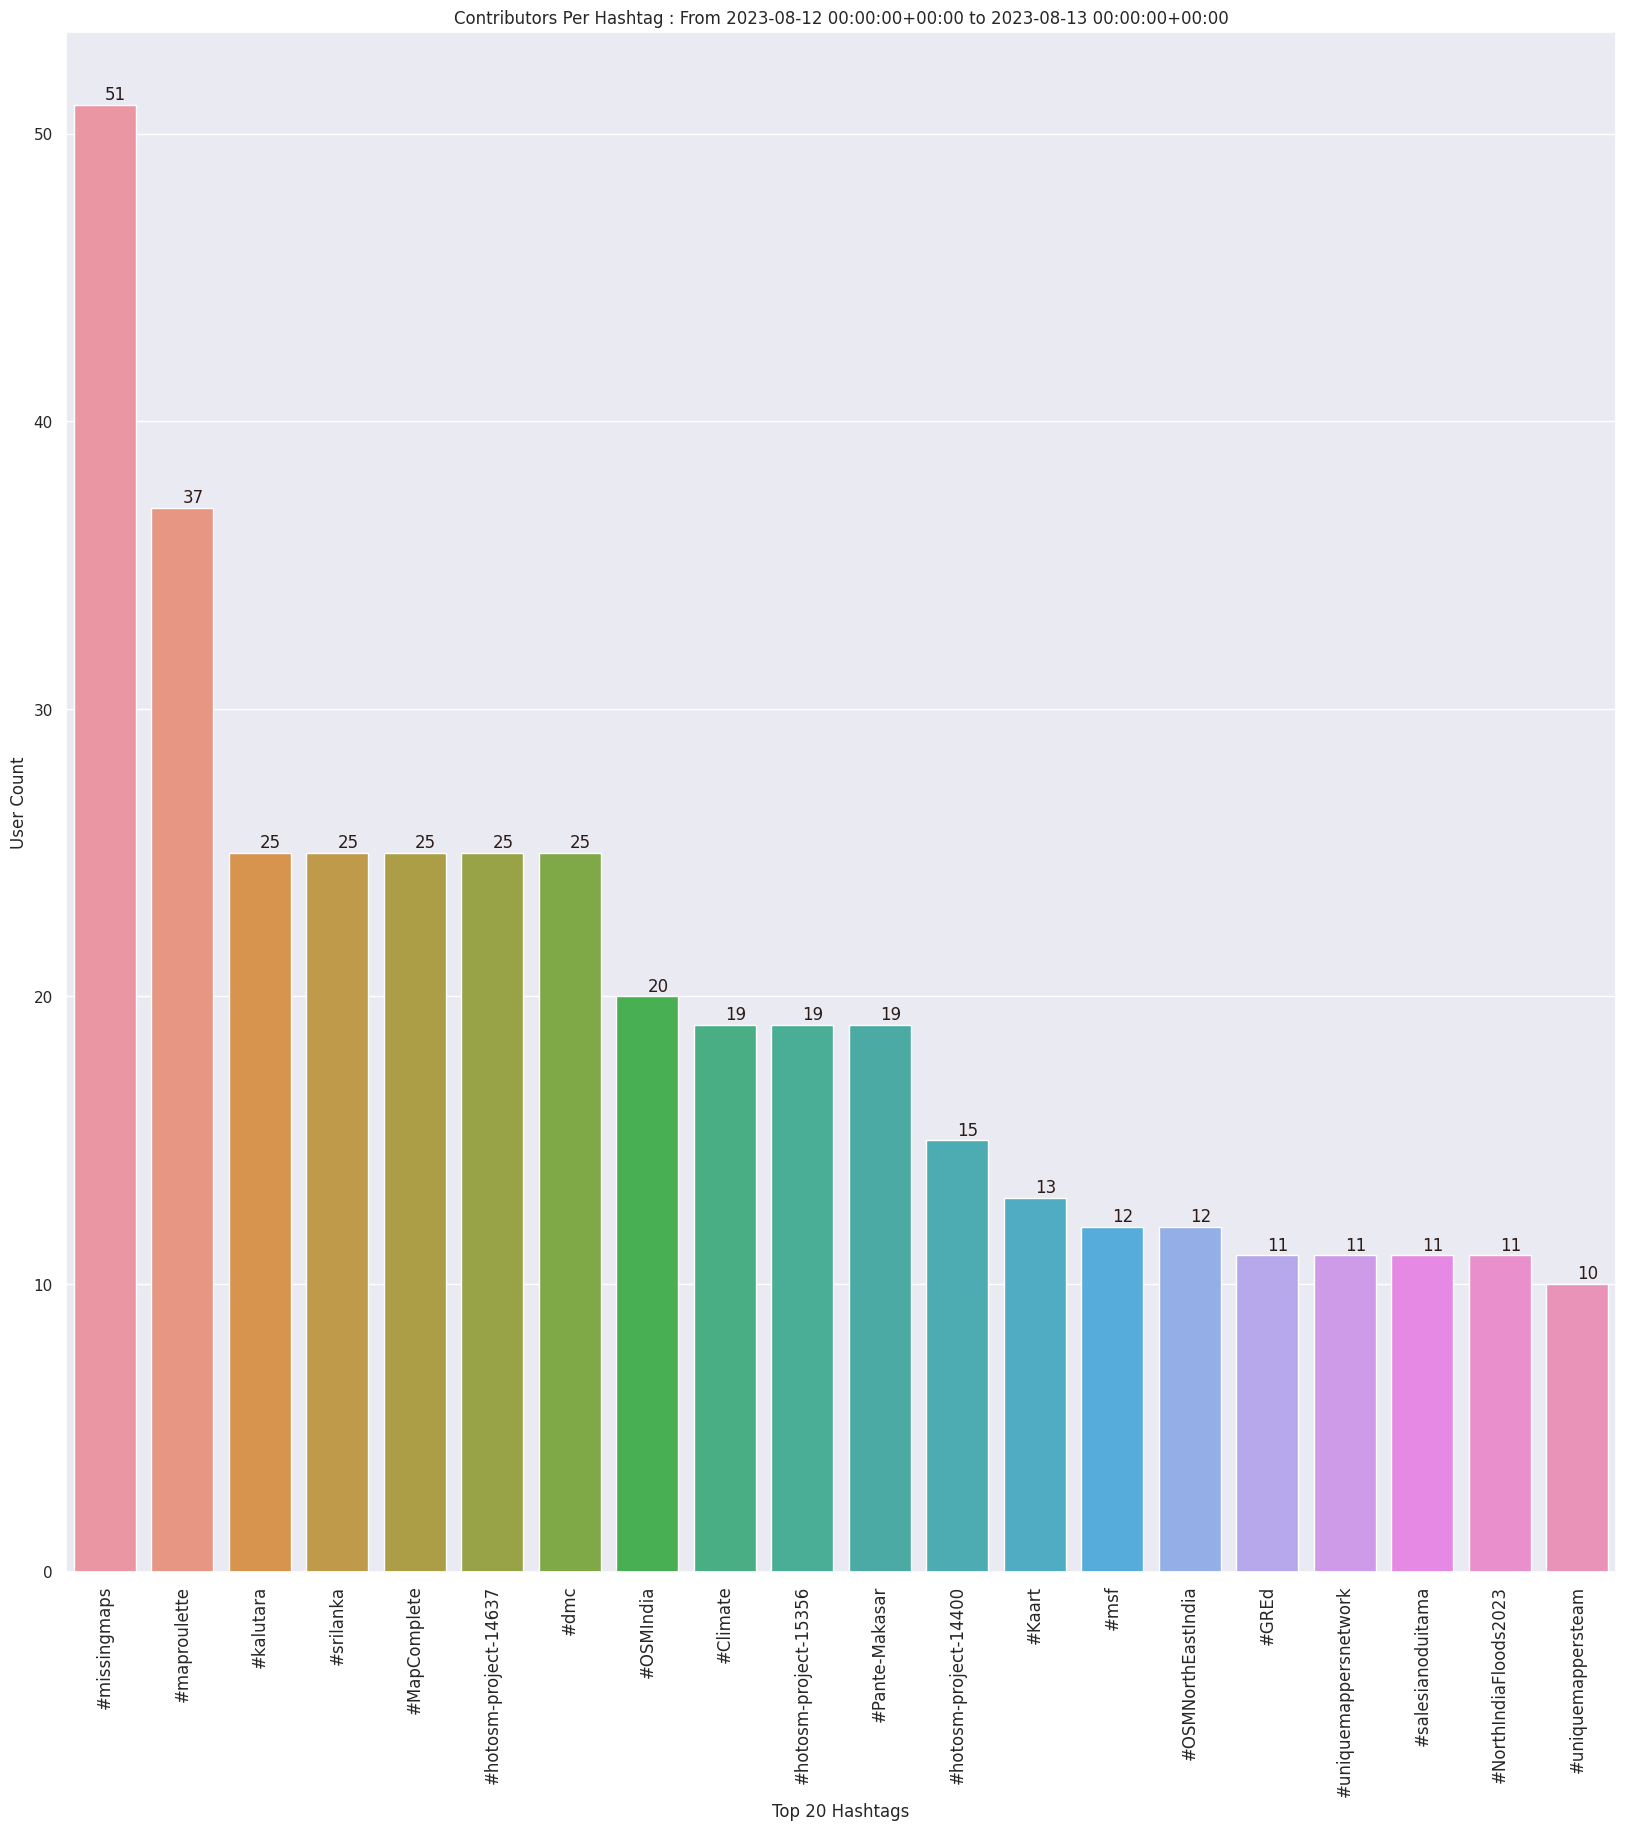 Contributors Per Hashtag : From 2023-08-12 00:00:00+00:00 to 2023-08-13 00:00:00+00:00
User Count
50
40
30
20
10
0
51
37
25
25
25
25
25
20
19
19
19
15
13
12
12
11
11
11
11
10
#missingmaps
#maproulette
#kalutara
#srilanka
#MapComplete
#hotosm-project-14637
#dmc
#OSMIndia
#Climate
#hotosm-project-15356
#Pante-Makasar
#hotosm-project-14400
#Kaart
#msf
#OSMNorthEastIndia
#GREd
#uniquemappersnetwork
#salesianoduitama
#NorthIndiaFloods2023
#uniquemappersteam
Top 20 Hashtags